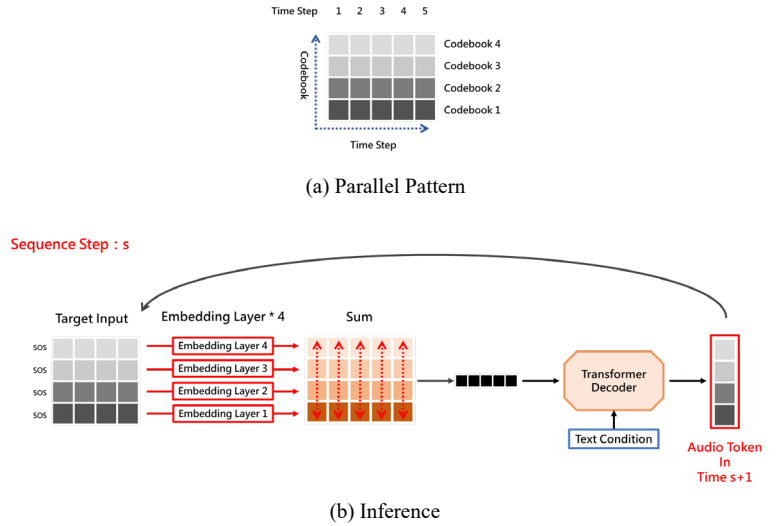 Time Step 1 2 3 4 5
Codebook
Codebook 4
Codebook 3
Codebook 2
Codebook 1
Time Step
(a) Parallel Pattern
Sequence Step : s
Target Input
Embedding Layer * 4
Sum
sos
Embedding Layer 4
sos
Embedding Layer 3
sos
Embedding Layer 2
sos
Embedding Layer 1
Transformer
Decoder
Text Condition
Audio Token
In
Time s+1
(b) Inference